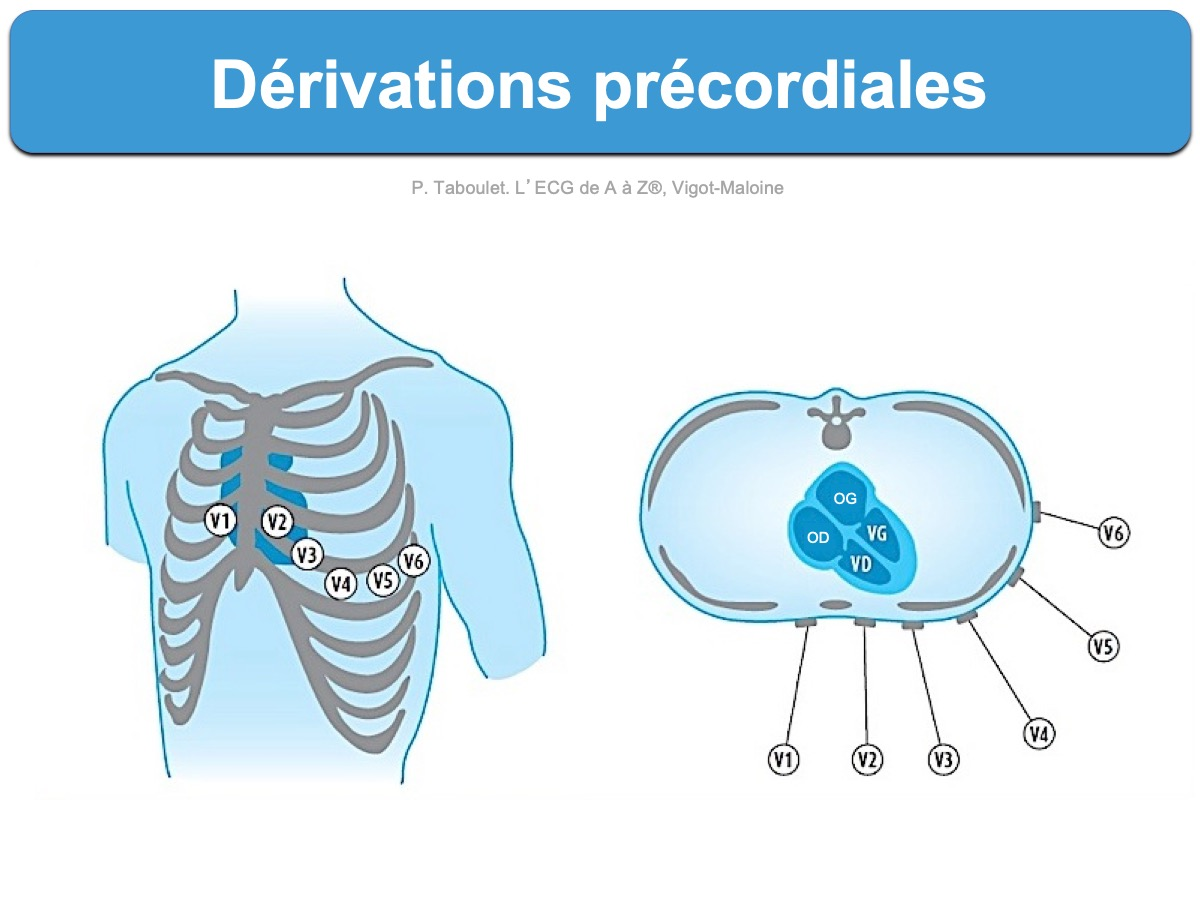 Dérivations précordiales
P. Taboulet. L’ECG de A à Z®, Vigot-Maloine
V1
V2
V3
V4
V5
V6
OG
OD
VG
VD
V6
V5
V4
V1
V2
V3